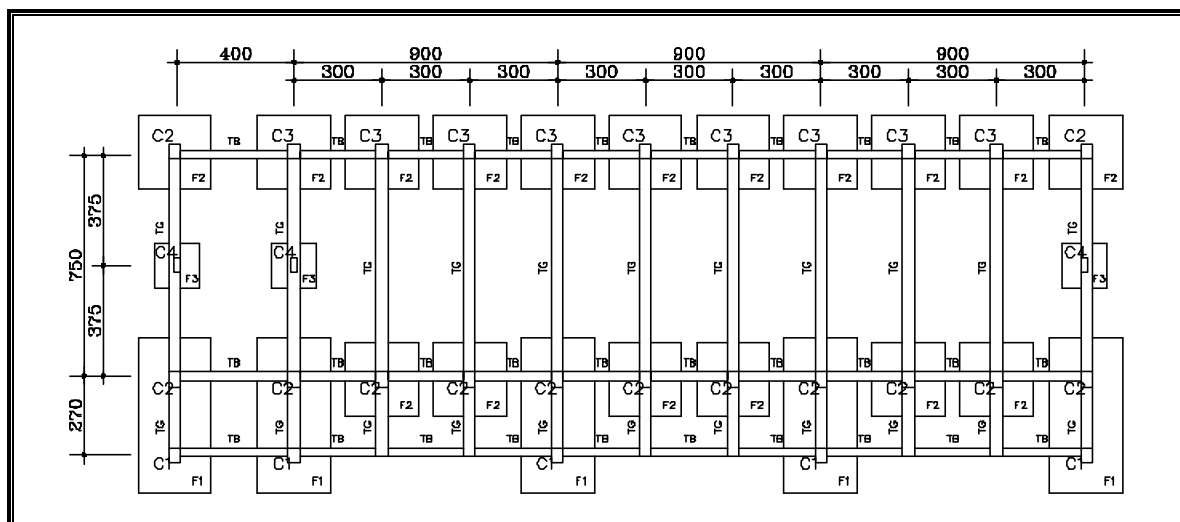 400 900 900 900
300 300 300 300 300 300 300 300 300
C2 C3 C3 C3 C3 C3 C3 C3 C3 C3 C2
TB TB TB TB TB TB TB TB TB TB
F2 F2 F2 F2 F2 F2 F2 F2 F2 F2 F2
375
TG TG TG
C4 C4 C4
750
TG TG TG TG TG TG TG TG
F3 F3 F3
375
TB TB TB TB TB TB TB TB TB TB
C2 C2 C2 C2 C2 C2 C2 C2 C2 C2 C2
F2 F2 F2 F2 F2 F2
270
TG TG TG TG TG TG TG TG TG TG TG
TB TB TB TB TB TB TB TB TB TB
C1 C1 C1 C1 C1
F1 F1 F1 F1 F1